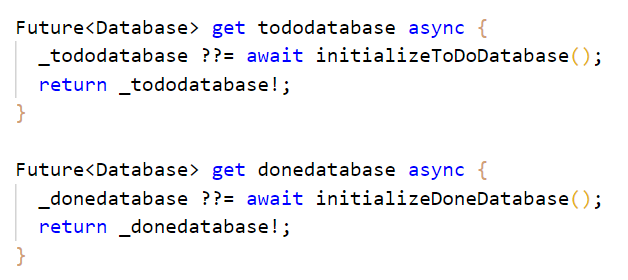 Future<Database> get tododatabase async {
  _tododatabase ??= await initializeToDoDatabase();
  return _tododatabase!;
}

Future<Database> get donedatabase async {
  _donedatabase ??= await initializeDoneDatabase();
  return _donedatabase!;
}